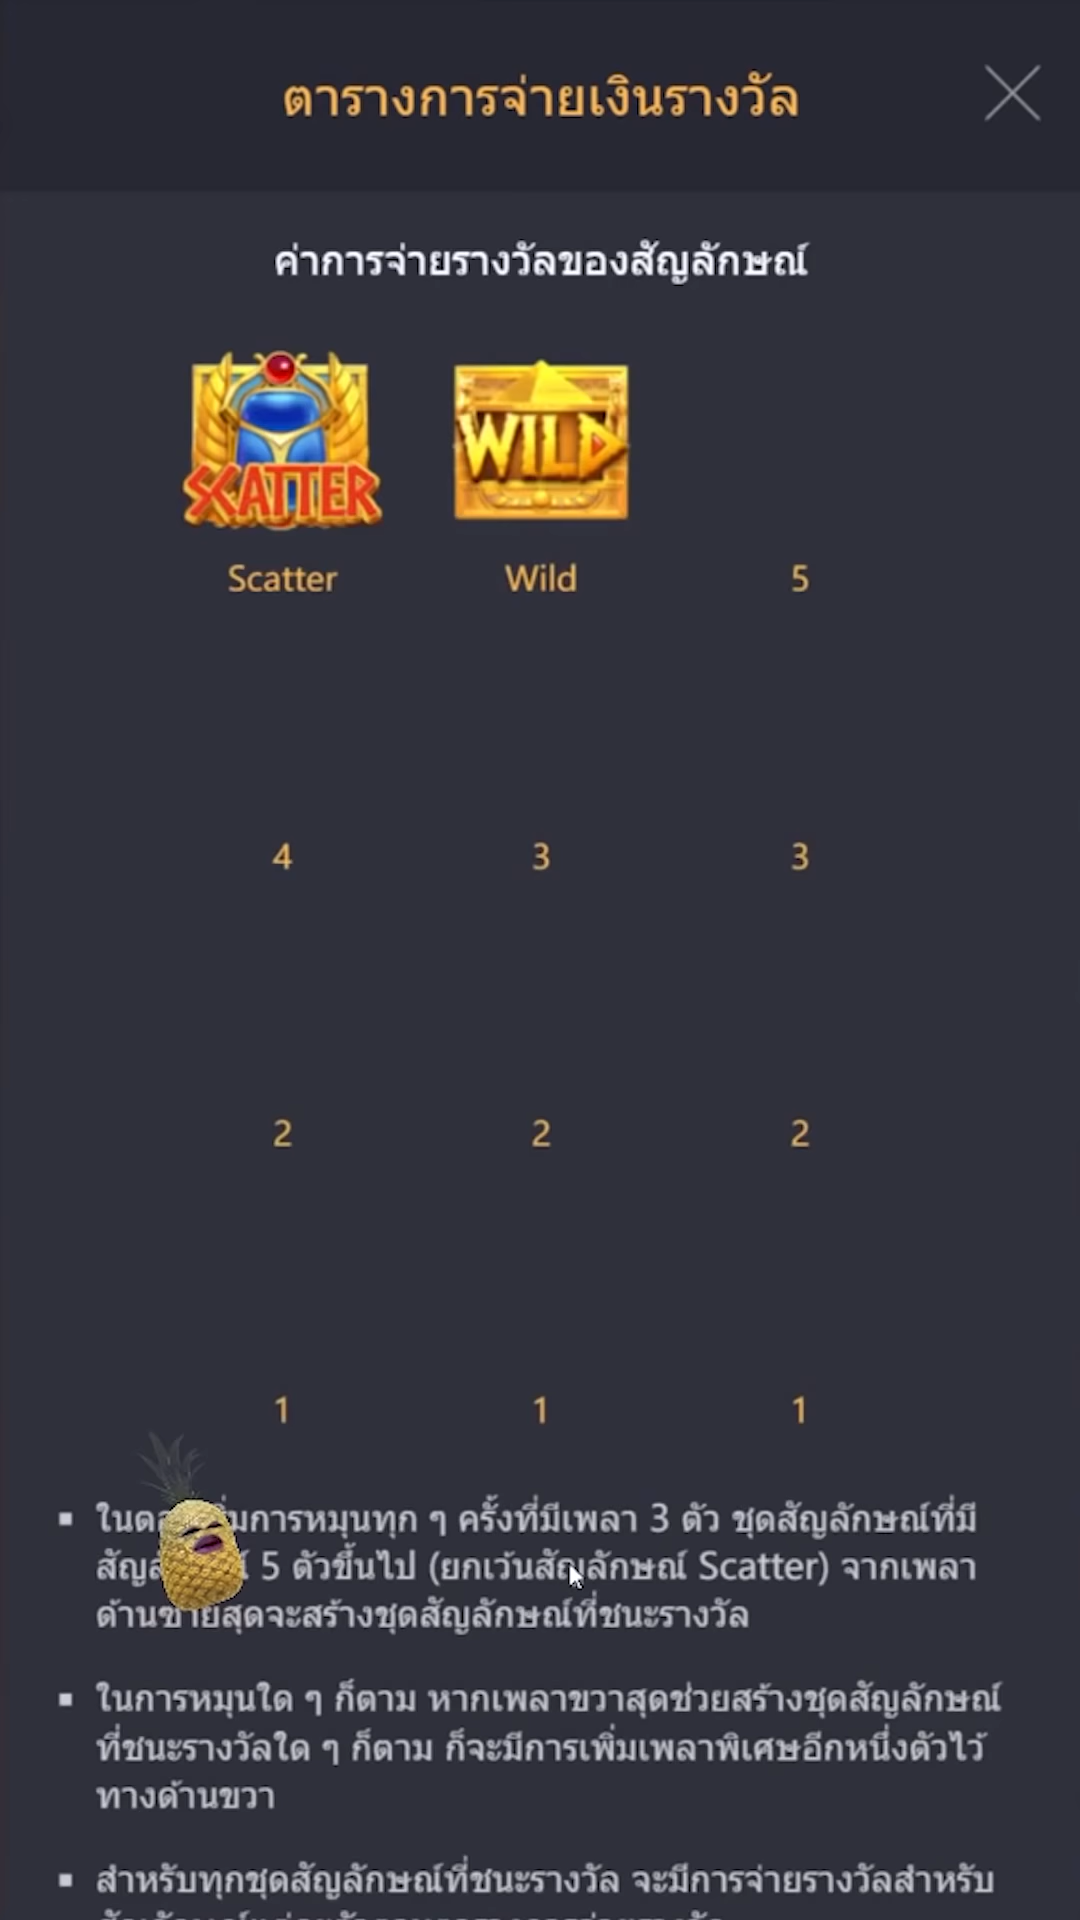 ตารางการจ่ายเงินรางวัล
ค่าการจ่ายรางวัลของสัญลักษณ์
SCATTER WILD
Scatter Wild 5
4 3 3
2 2 2
1 1 1
▪ การหมุนทุก ๆ ครั้งที่มีเพลา 3 ตัว ชุดสัญลักษณ์ที่มี
5 ตัวขึ้นไป (ยกเว้นสัญลักษณ์ Scatter) จากเพลา
ด้านซ้ายสุดจะสร้างชุดสัญลักษณ์ที่ชนะรางวัล
▪ ในการหมุนใด ๆ ก็ตาม หากเพลาขวาสุดช่วยสร้างชุดสัญลักษณ์
ที่ชนะรางวัลใด ๆ ก็ตาม ก็จะมีการเพิ่มเพลาพิเศษอีกหนึ่งตัวไว้
ทางด้านขวา
▪ สำหรับทุกชุดสัญลักษณ์ที่ชนะรางวัล จะมีการจ่ายรางวัลสำหรับ